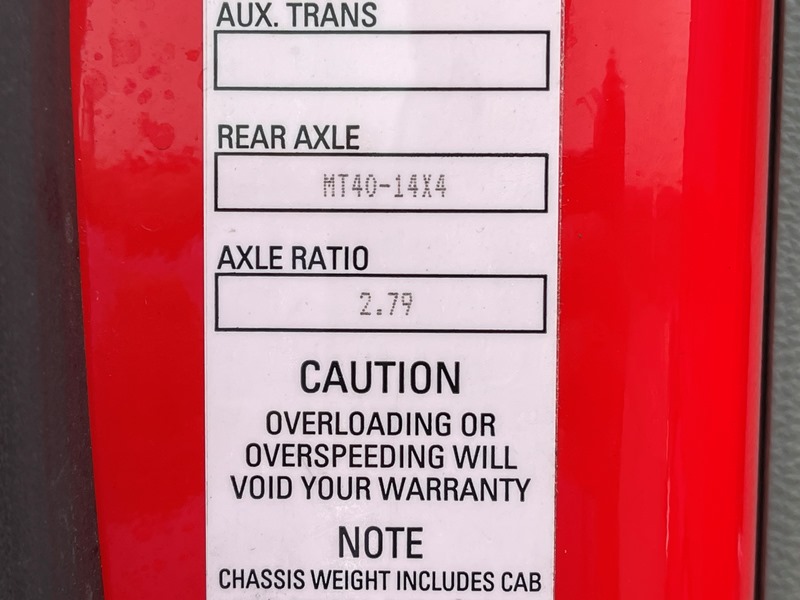 AUX. TRANS
REAR AXLE
MT40-14X4
AXLE RATIO
2.79
CAUTION
OVERLOADING OR
OVERSPEEDING WILL
VOID YOUR WARRANTY
NOTE
CHASSIS WEIGHT INCLUDES CAB